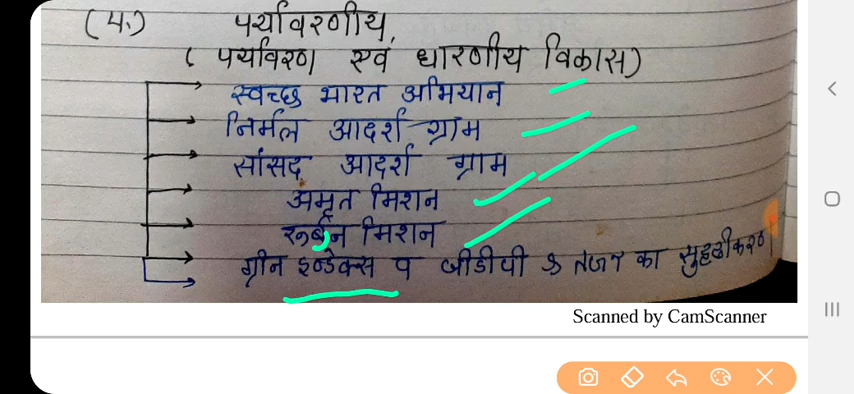 (4.) पर्यावरणीय,
( पर्यावरण एवं धारणीय विकास)
स्वच्छ भारत अभियान
निर्मल आदर्श ग्राम
सांसद आदर्श ग्राम
अमृत मिशन
रूर्बन मिशन
ग्रीन इण्डेक्स व जीडीपी का
Scanned by CamScanner